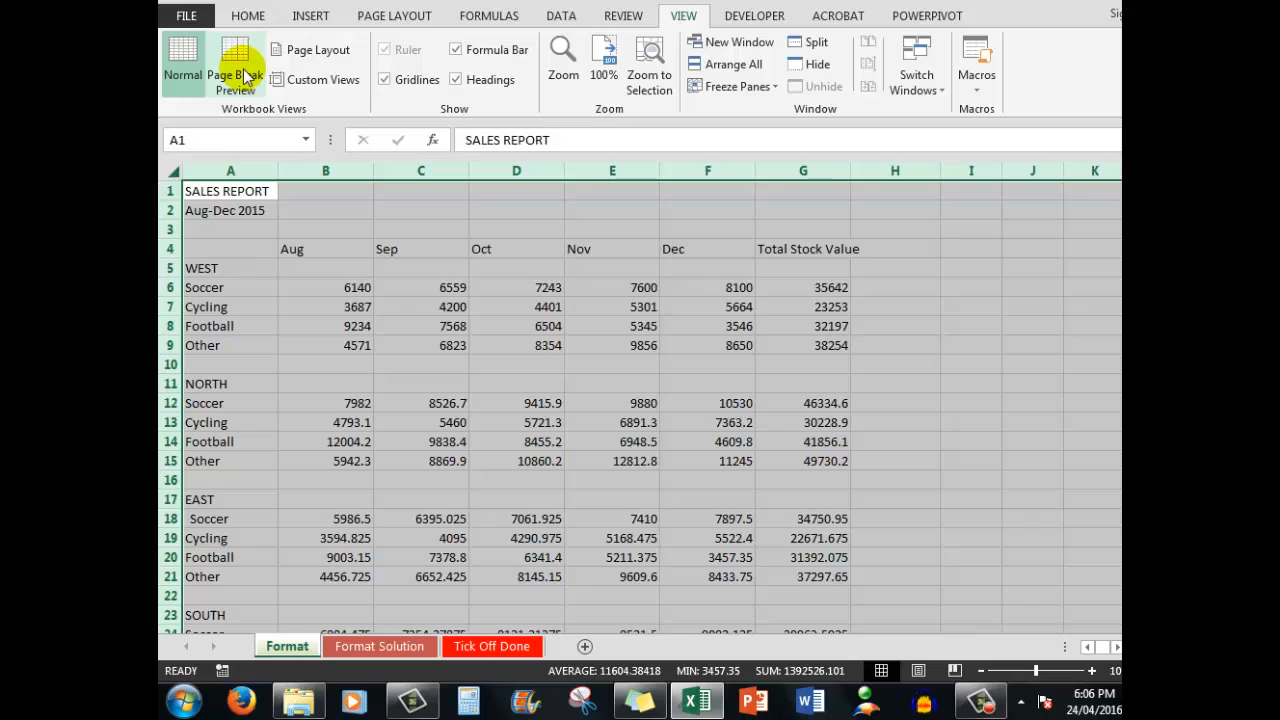 FILE HOME INSERT PAGE LAYOUT FORMULAS DATA REVIEW VIEW DEVELOPER ACROBAT POWERPIVOT
Normal Page Break Preview Page Layout Custom Views
Workbook Views
Ruler Formula Bar
Gridlines Headings
Show
Zoom 100% Zoom to Selection
Zoom
New Window Split
Arrange All Hide
Freeze Panes Unhide
Window
Switch Windows
Macros
Macros
A1 fx SALES REPORT
A B C D E F G H I J K
1 SALES REPORT
2 Aug-Dec 2015
3
4 Aug Sep Oct Nov Dec Total Stock Value
5 WEST
6 Soccer 6140 6559 7243 7600 8100 35642
7 Cycling 3687 4200 4401 5301 5664 23253
8 Football 9234 7568 6504 5345 3546 32197
9 Other 4571 6823 8354 9856 8650 38254
10
11 NORTH
12 Soccer 7982 8526.7 9415.9 9880 10530 46334.6
13 Cycling 4793.1 5460 5721.3 6891.3 7363.2 30228.9
14 Football 12004.2 9838.4 8455.2 6948.5 4609.8 41856.1
15 Other 5942.3 8869.9 10860.2 12812.8 11245 49730.2
16
17 EAST
18 Soccer 5986.5 6395.025 7061.925 7410 7897.5 34750.95
19 Cycling 3594.825 4095 4290.975 5168.475 5522.4 22671.675
20 Football 9003.15 7378.8 6341.4 5211.375 3457.35 31392.075
21 Other 4456.725 6652.425 8145.15 9609.6 8433.75 37297.65
22
23 SOUTH
Format Format Solution Tick Off Done
READY AVERAGE: 11604.38418 MIN: 3457.35 SUM: 1392526.101
6:06 PM
24/04/2016